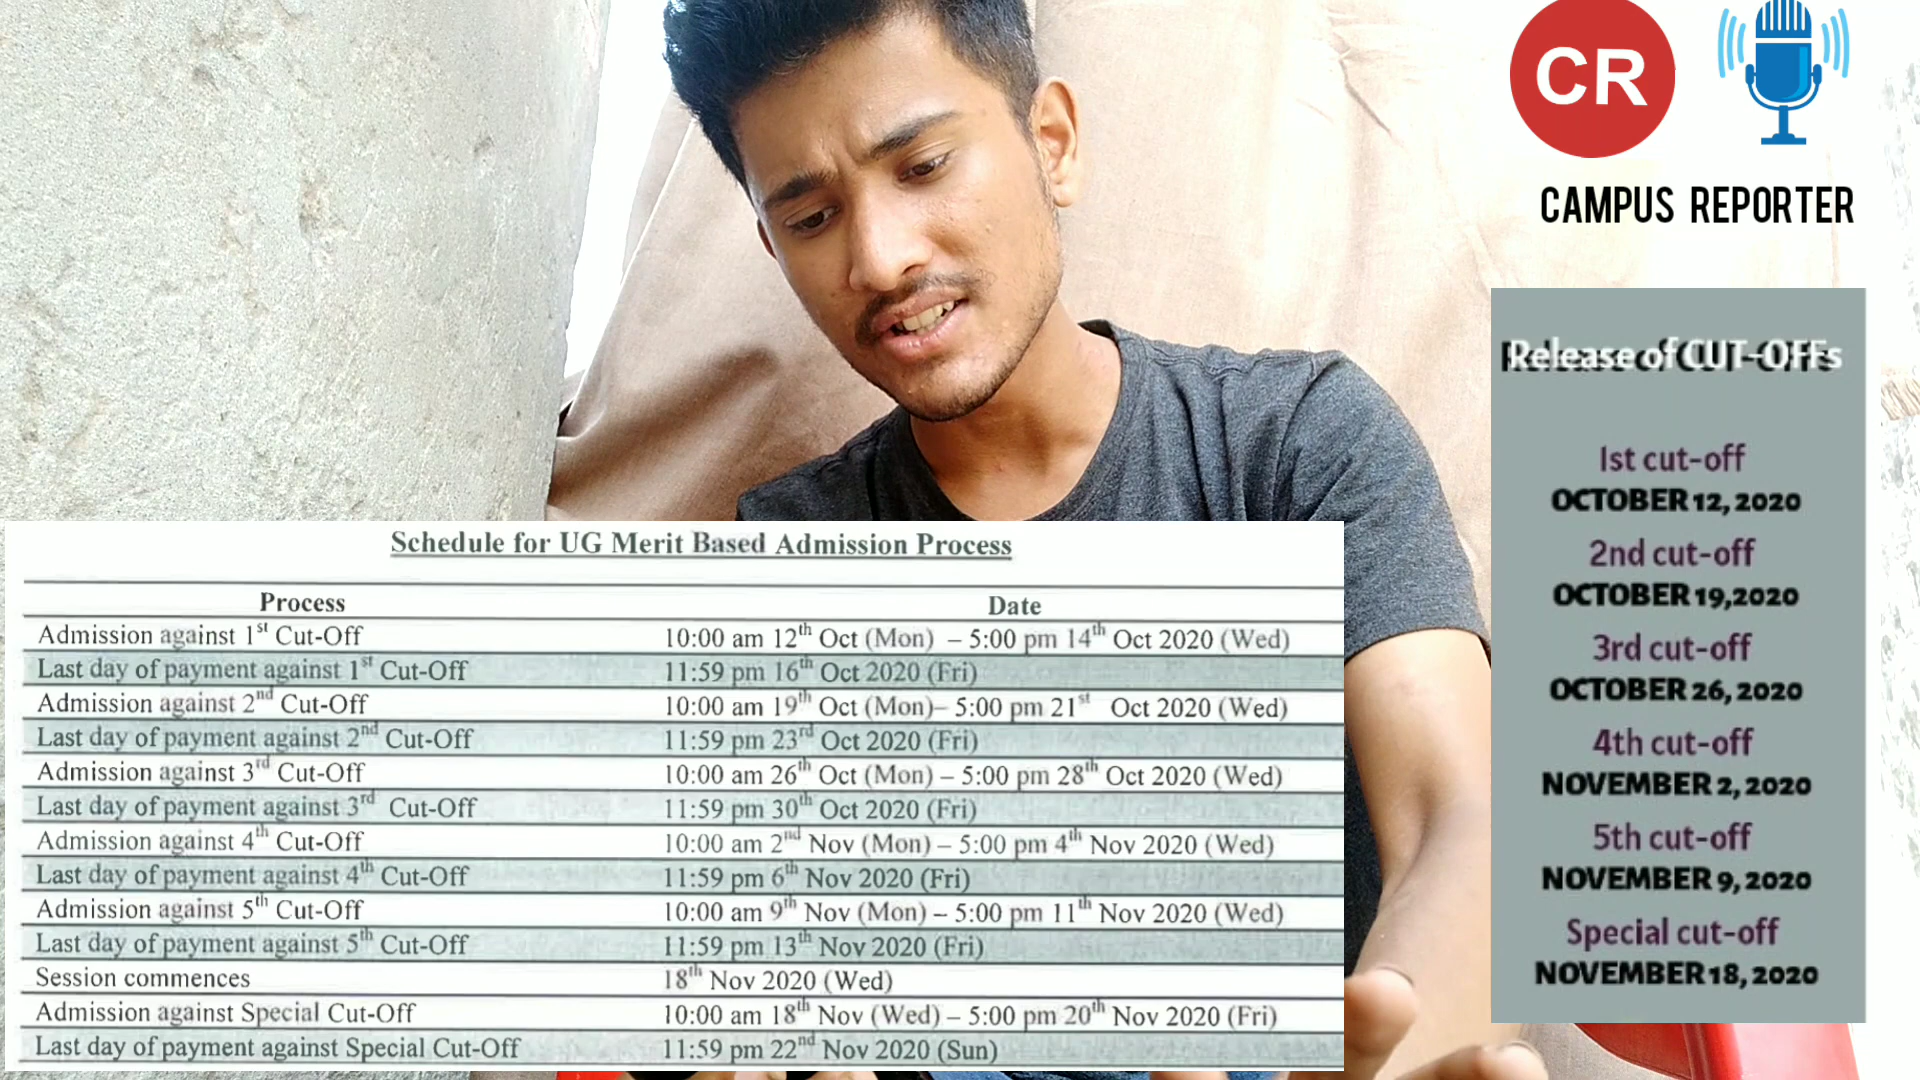 CR
CAMPUS REPORTER
Release of CUT-OFFs
1st cut-off
OCTOBER 12, 2020
2nd cut-off
OCTOBER 19,2020
3rd cut-off
OCTOBER 26, 2020
4th cut-off
NOVEMBER 2, 2020
5th cut-off
NOVEMBER 9, 2020
Special cut-off
NOVEMBER 18, 2020
Schedule for UG Merit Based Admission Process
Process Date
Admission against 1st Cut-Off 10:00 am 12th Oct (Mon) – 5:00 pm 14th Oct 2020 (Wed)
Last day of payment against 1st Cut-Off 11:59 pm 16th Oct 2020 (Fri)
Admission against 2nd Cut-Off 10:00 am 19th Oct (Mon)– 5:00 pm 21st Oct 2020 (Wed)
Last day of payment against 2nd Cut-Off 11:59 pm 23rd Oct 2020 (Fri)
Admission against 3rd Cut-Off 10:00 am 26th Oct (Mon) – 5:00 pm 28th Oct 2020 (Wed)
Last day of payment against 3rd Cut-Off 11:59 pm 30th Oct 2020 (Fri)
Admission against 4th Cut-Off 10:00 am 2nd Nov (Mon) – 5:00 pm 4th Nov 2020 (Wed)
Last day of payment against 4th Cut-Off 11:59 pm 6th Nov 2020 (Fri)
Admission against 5th Cut-Off 10:00 am 9th Nov (Mon) – 5:00 pm 11th Nov 2020 (Wed)
Last day of payment against 5th Cut-Off 11:59 pm 13th Nov 2020 (Fri)
Session commences 18th Nov 2020 (Wed)
Admission against Special Cut-Off 10:00 am 18th Nov (Wed) – 5:00 pm 20th Nov 2020 (Fri)
Last day of payment against Special Cut-Off 11:59 pm 22nd Nov 2020 (Sun)